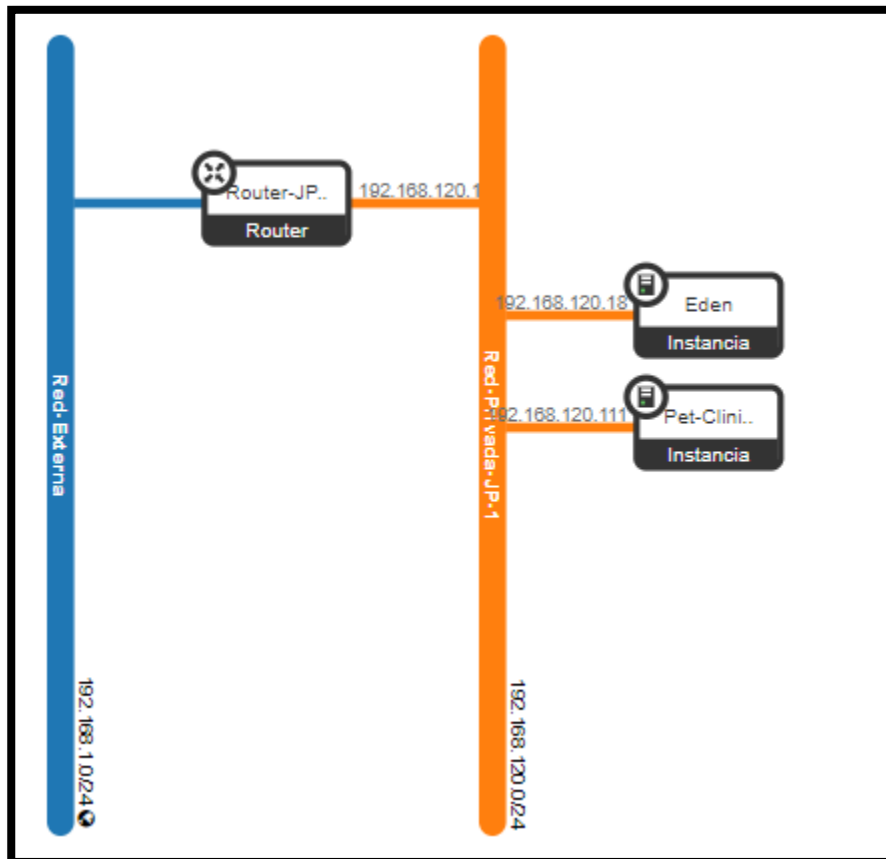 Router-JP..
Router
192.168.120.1
192.168.120.18
Eden
Instancia
192.168.120.111
Pet-Clini..
Instancia
Red-Externa
192.168.1.0/24
Red-Privada-JP-1
192.168.120.0/24